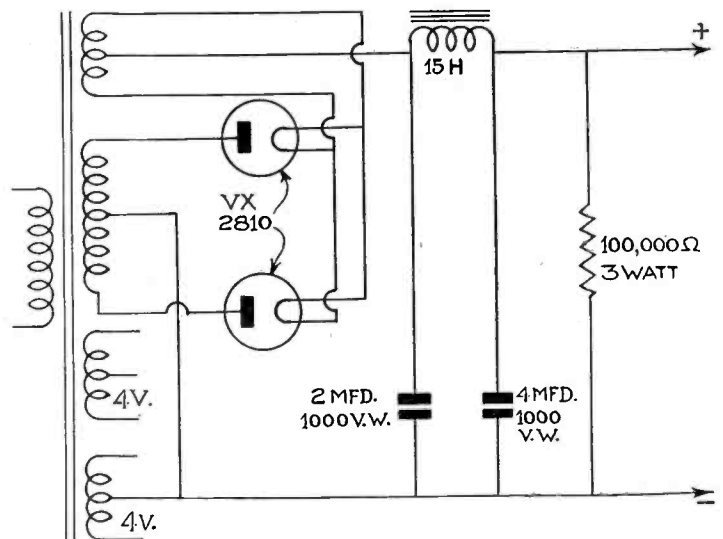 +
15 H
VX
2810
100,000Ω
3 WATT
4V.
2 MFD.
1000 V.W.
4 MFD.
1000
V.W.
4V.
−